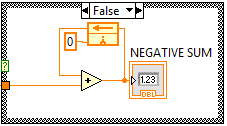 False
0
NEGATIVE SUM
?
+
1.23
DBL